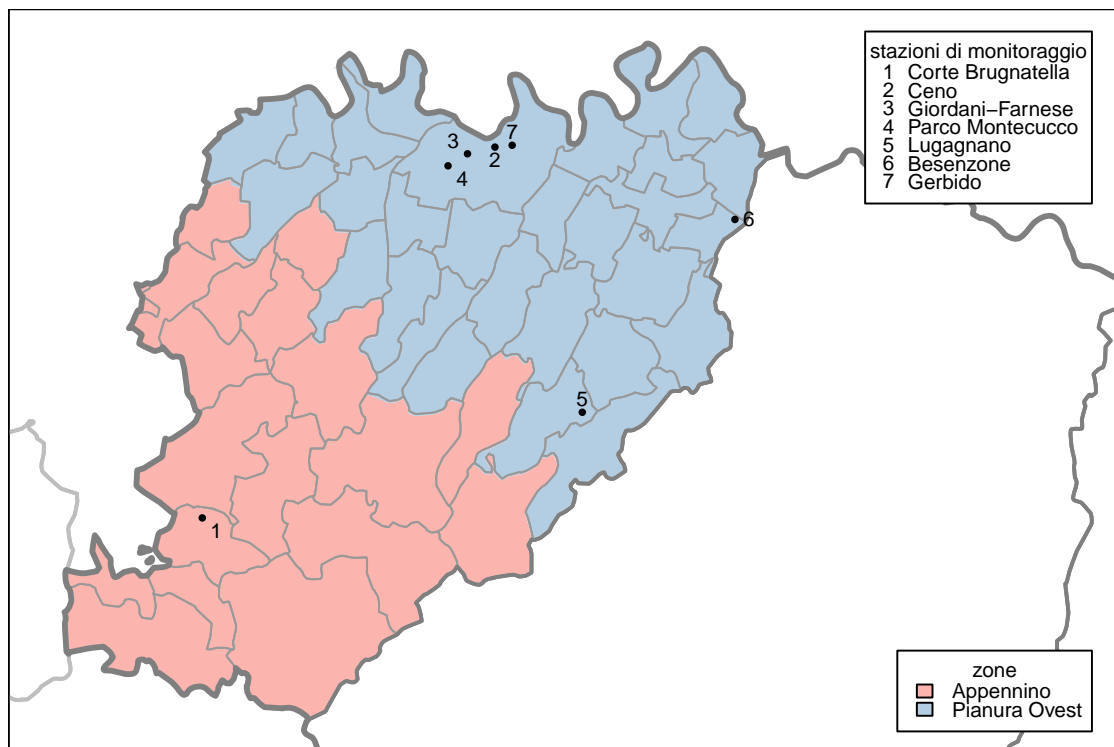 stazioni di monitoraggio
1 Corte Brugnatella
2 Ceno
3 Giordani−Farnese
4 Parco Montecucco
5 Lugagnano
6 Besenzone
7 Gerbido
3
7
2
4
6
5
1
zone
Appennino
Pianura Ovest